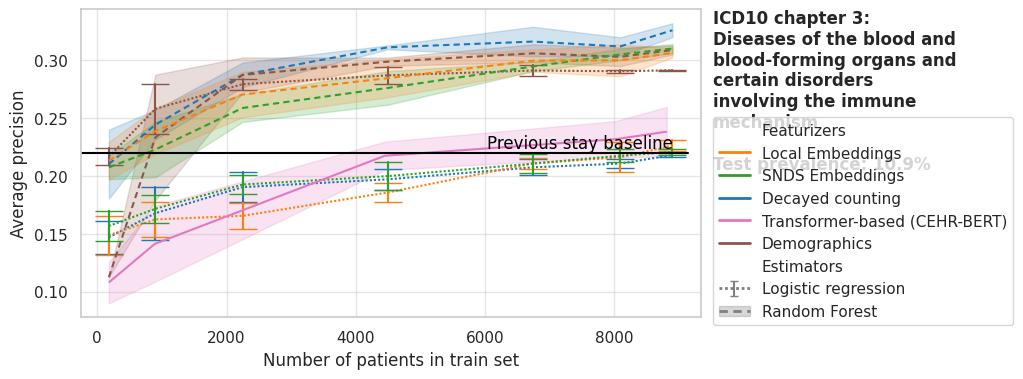 ICD10 chapter 3:
Diseases of the blood and
blood-forming organs and
certain disorders
involving the immune
mechanism
Test prevalence: 10.9%
Featurizers
Local Embeddings
SNDS Embeddings
Decayed counting
Transformer-based (CEHR-BERT)
Demographics
Estimators
Logistic regression
Random Forest
Previous stay baseline
Average precision
0.30
0.25
0.20
0.15
0.10
0
2000
4000
6000
8000
Number of patients in train set